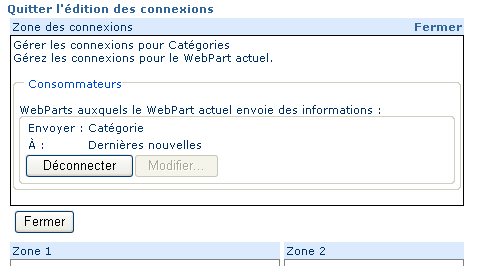 Quitter l'édition des connexions
Zone des connexions Fermer
Gérer les connexions pour Catégories
Gérez les connexions pour le WebPart actuel.
Consommateurs
WebParts auxquels le WebPart actuel envoie des informations :
Envoyer : Catégorie
À : Dernières nouvelles
Déconnecter Modifier...
Fermer
Zone 1 Zone 2